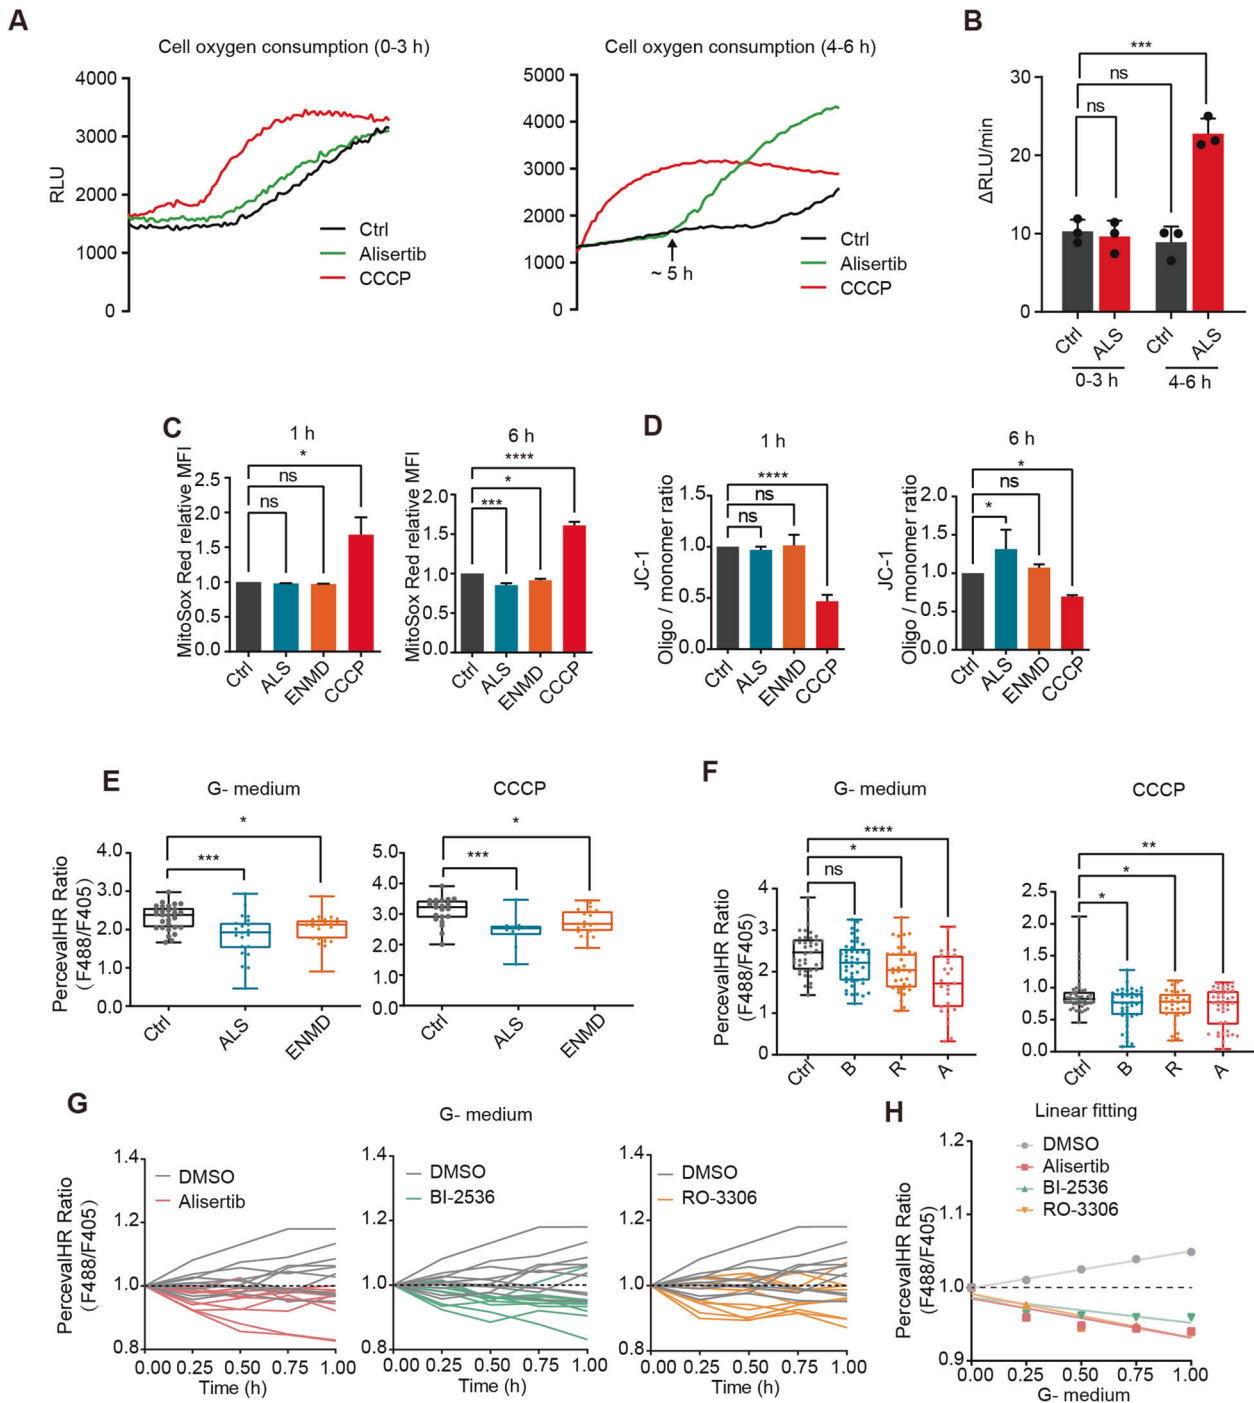 A
Cell oxygen consumption (0-3 h)
RLU
4000
3000
2000
1000
0
Ctrl
Alisertib
CCCP
Cell oxygen consumption (4-6 h)
5000
4000
3000
2000
1000
0
~ 5 h
Ctrl
Alisertib
CCCP
B
ΔRLU/min
30
20
10
0
***
ns
ns
Ctrl
ALS
Ctrl
ALS
0-3 h
4-6 h
C
1 h
MitoSox Red relative MFI
2.5
2.0
1.5
1.0
0.5
0.0
*
ns
ns
Ctrl
ALS
ENMD
CCCP
6 h
MitoSox Red relative MFI
2.5
2.0
1.5
1.0
0.5
0.0
****
*
***
Ctrl
ALS
ENMD
CCCP
D
1 h
JC-1
Oligo / monomer ratio
1.5
1.0
0.5
0.0
****
ns
ns
Ctrl
ALS
ENMD
CCCP
6 h
JC-1
Oligo / monomer ratio
2.0
1.5
1.0
0.5
0.0
*
ns
*
Ctrl
ALS
ENMD
CCCP
E
G- medium
PercevalHR Ratio
(F488/F405)
4.0
3.0
2.0
1.0
0.0
*
***
Ctrl
ALS
ENMD
CCCP
5.0
4.0
3.0
2.0
1.0
0.0
*
***
Ctrl
ALS
ENMD
F
G- medium
PercevalHR Ratio
(F488/F405)
4
3
2
1
0
****
*
ns
Ctrl
B
R
A
CCCP
2.5
2.0
1.5
1.0
0.5
0.0
**
*
*
Ctrl
B
R
A
G
G- medium
PercevalHR Ratio
(F488/F405)
1.4
1.2
1.0
0.8
DMSO
Alisertib
0.00 0.25 0.50 0.75 1.00
Time (h)
1.4
1.2
1.0
0.8
DMSO
BI-2536
0.00 0.25 0.50 0.75 1.00
Time (h)
1.4
1.2
1.0
0.8
DMSO
RO-3306
0.00 0.25 0.50 0.75 1.00
Time (h)
H
Linear fitting
PercevalHR Ratio
(F488/F405)
1.2
1.1
1.0
0.9
DMSO
Alisertib
BI-2536
RO-3306
0.00 0.25 0.50 0.75 1.00
G- medium